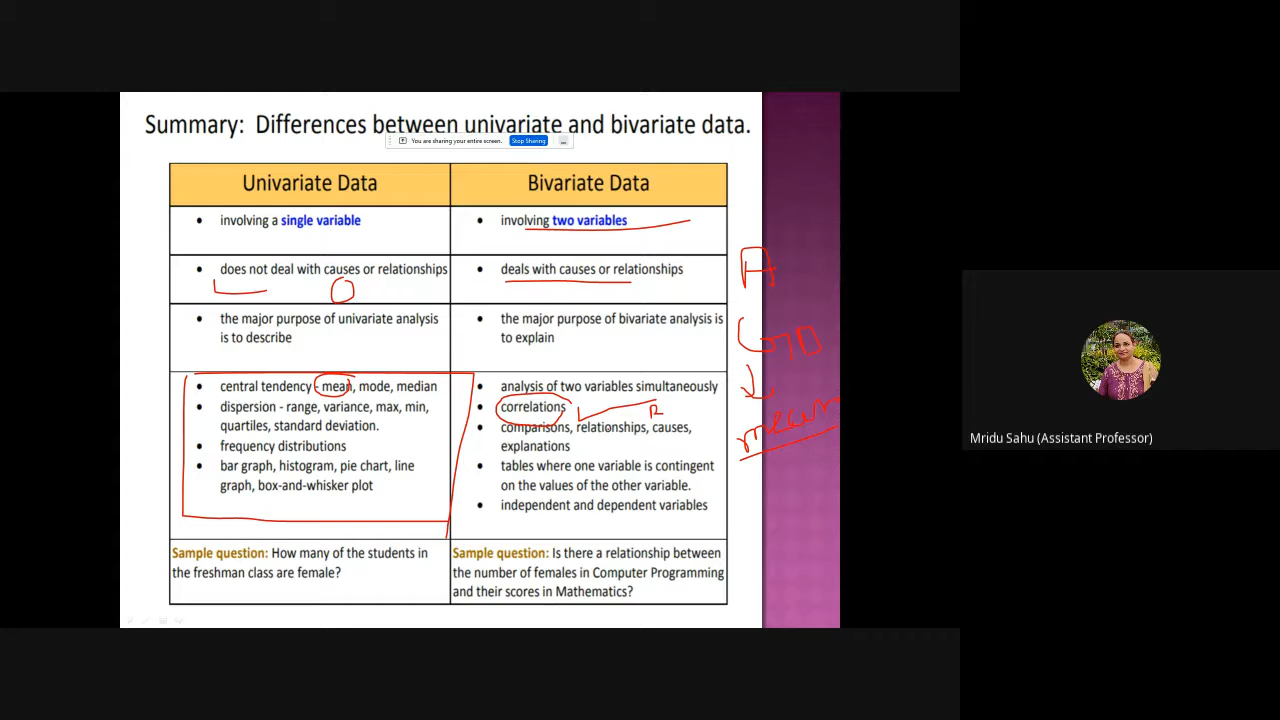 Summary: Differences between univariate and bivariate data.
You are sharing your entire screen. Stop Sharing
Univariate Data
Bivariate Data
• involving a single variable
• involving two variables
• does not deal with causes or relationships
• deals with causes or relationships
• the major purpose of univariate analysis
is to describe
• the major purpose of bivariate analysis is
to explain
• central tendency - mean, mode, median
• dispersion - range, variance, max, min,
quartiles, standard deviation.
• frequency distributions
• bar graph, histogram, pie chart, line
graph, box-and-whisker plot
• analysis of two variables simultaneously
• correlations
• comparisons, relationships, causes,
explanations
• tables where one variable is contingent
on the values of the other variable.
• independent and dependent variables
Sample question: How many of the students in
the freshman class are female?
Sample question: Is there a relationship between
the number of females in Computer Programming
and their scores in Mathematics?
mean
Mridu Sahu (Assistant Professor)